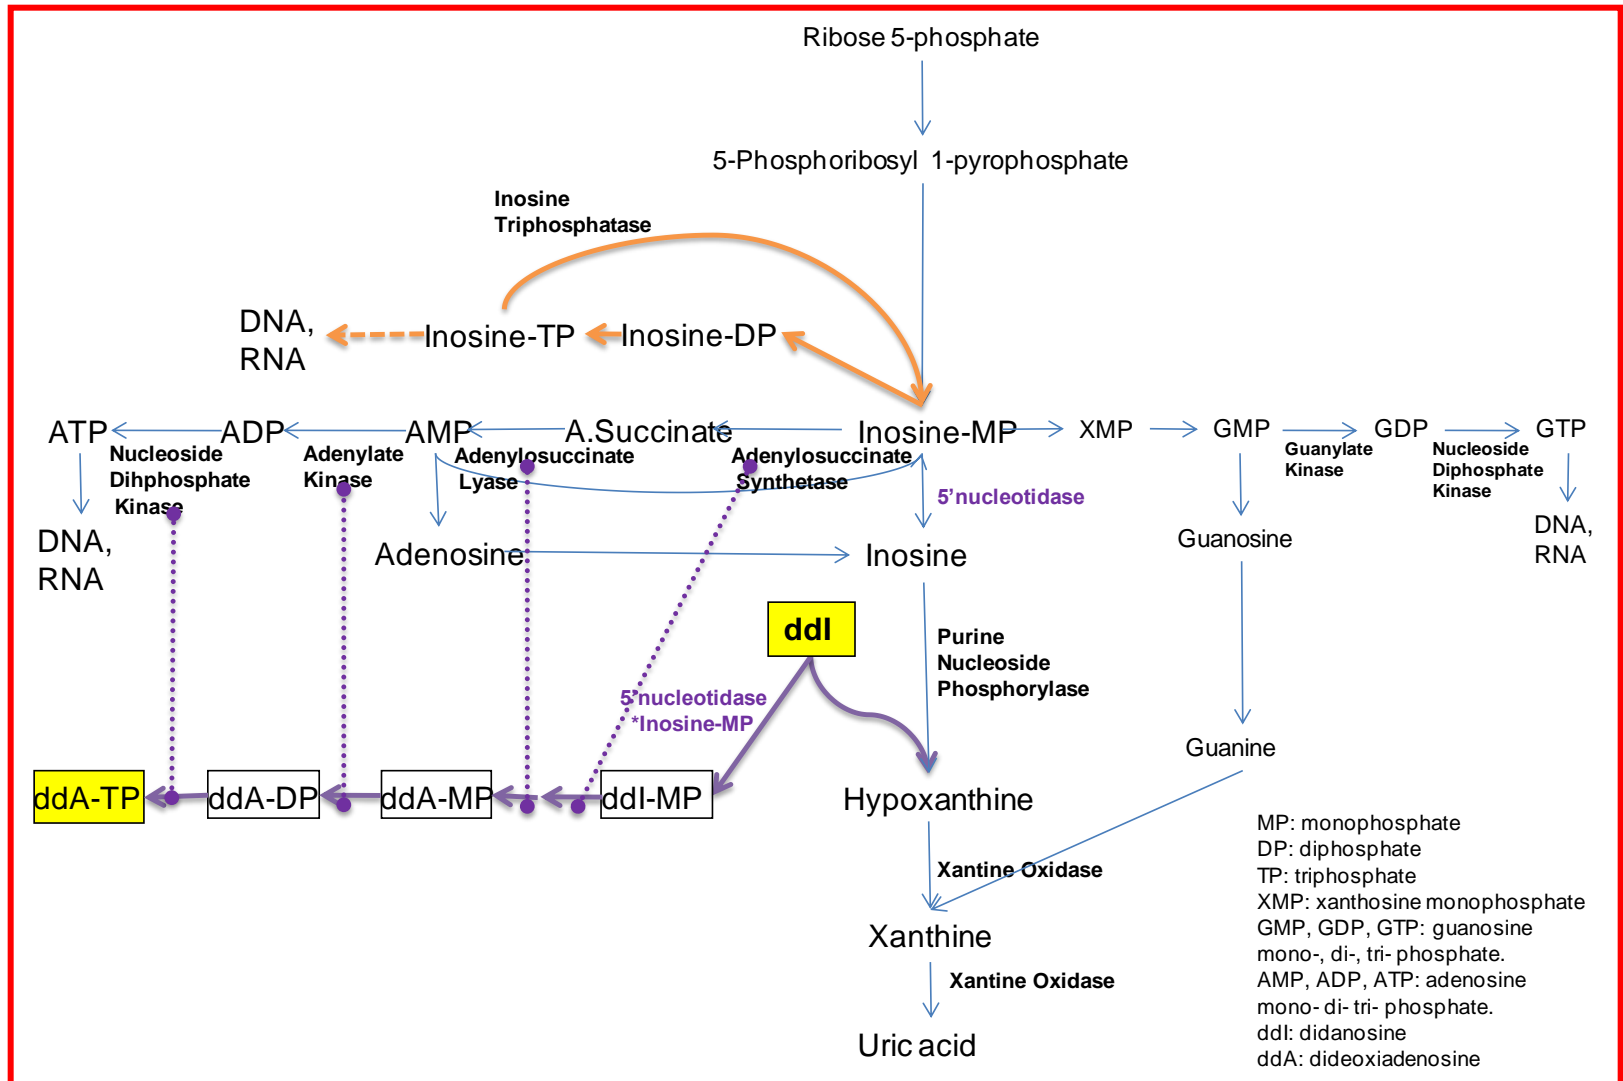 Ribose 5-phosphate
5-Phosphoribosyl 1-pyrophosphate
Inosine
Triphosphatase
DNA,
RNA
Inosine-TP
Inosine-DP
ATP
ADP
AMP
A.Succinate
Inosine-MP
XMP
GMP
GDP
GTP
Nucleoside
Dihphosphate
Kinase
Adenylate
Kinase
Adenylosuccinate
Lyase
Adenylosuccinate
Synthetase
Guanylate
Kinase
Nucleoside
Diphosphate
Kinase
5'nucleotidase
DNA,
RNA
Adenosine
Inosine
Guanosine
DNA,
RNA
ddI
Purine
Nucleoside
Phosphorylase
5'nucleotidase
*Inosine-MP
Guanine
ddA-TP
ddA-DP
ddA-MP
ddI-MP
Hypoxanthine
Xantine Oxidase
Xanthine
Xantine Oxidase
Uric acid
MP: monophosphate
DP: diphosphate
TP: triphosphate
XMP: xanthosine monophosphate
GMP, GDP, GTP: guanosine
mono-, di-, tri- phosphate.
AMP, ADP, ATP: adenosine
mono- di- tri- phosphate.
ddI: didanosine
ddA: dideoxiadenosine